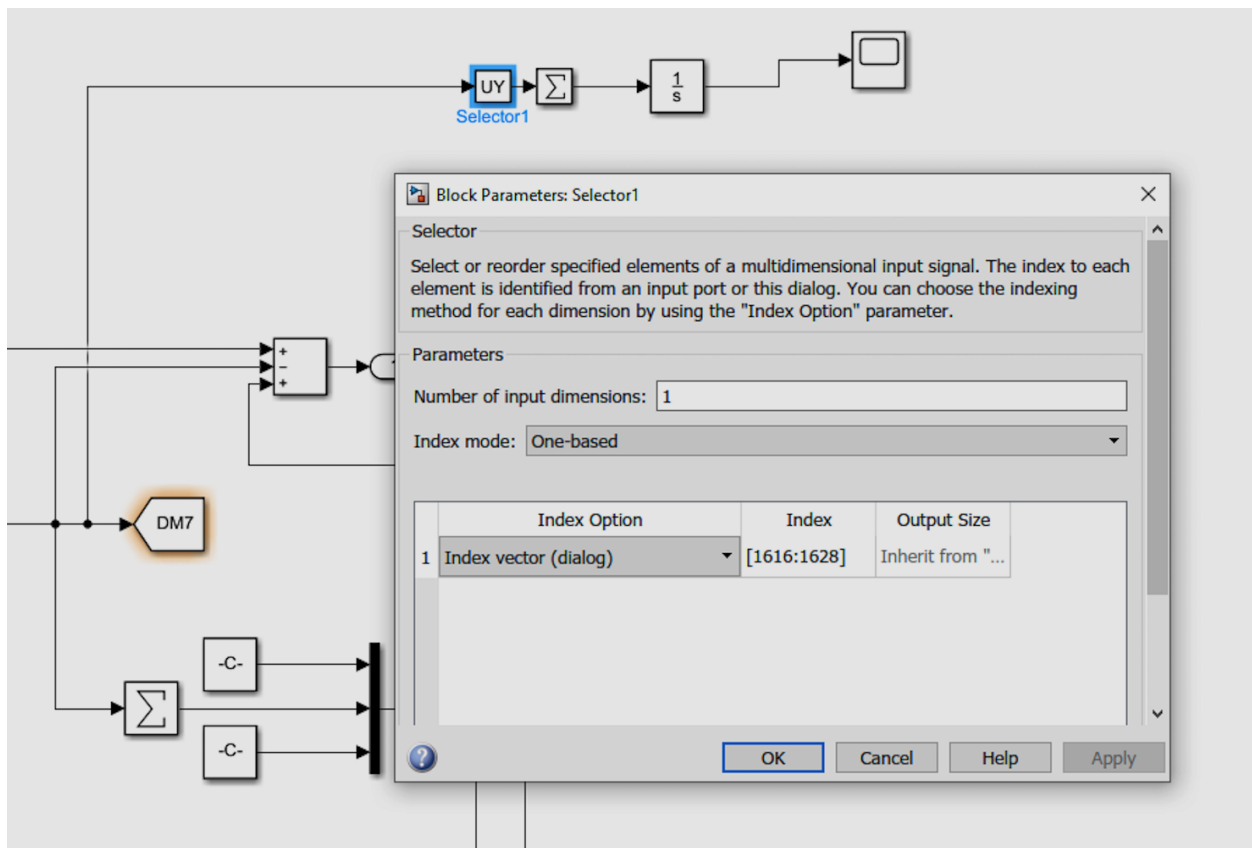 UY
Σ
1
s
Selector1
Block Parameters: Selector1
Selector
Select or reorder specified elements of a multidimensional input signal. The index to each
element is identified from an input port or this dialog. You can choose the indexing
method for each dimension by using the "Index Option" parameter.
+
−
+
Parameters
Number of input dimensions: 1
Index mode: One-based
Index Option Index Output Size
1 Index vector (dialog) [1616:1628] Inherit from "...
DM7
-C-
Σ
-C-
?
OK Cancel Help Apply